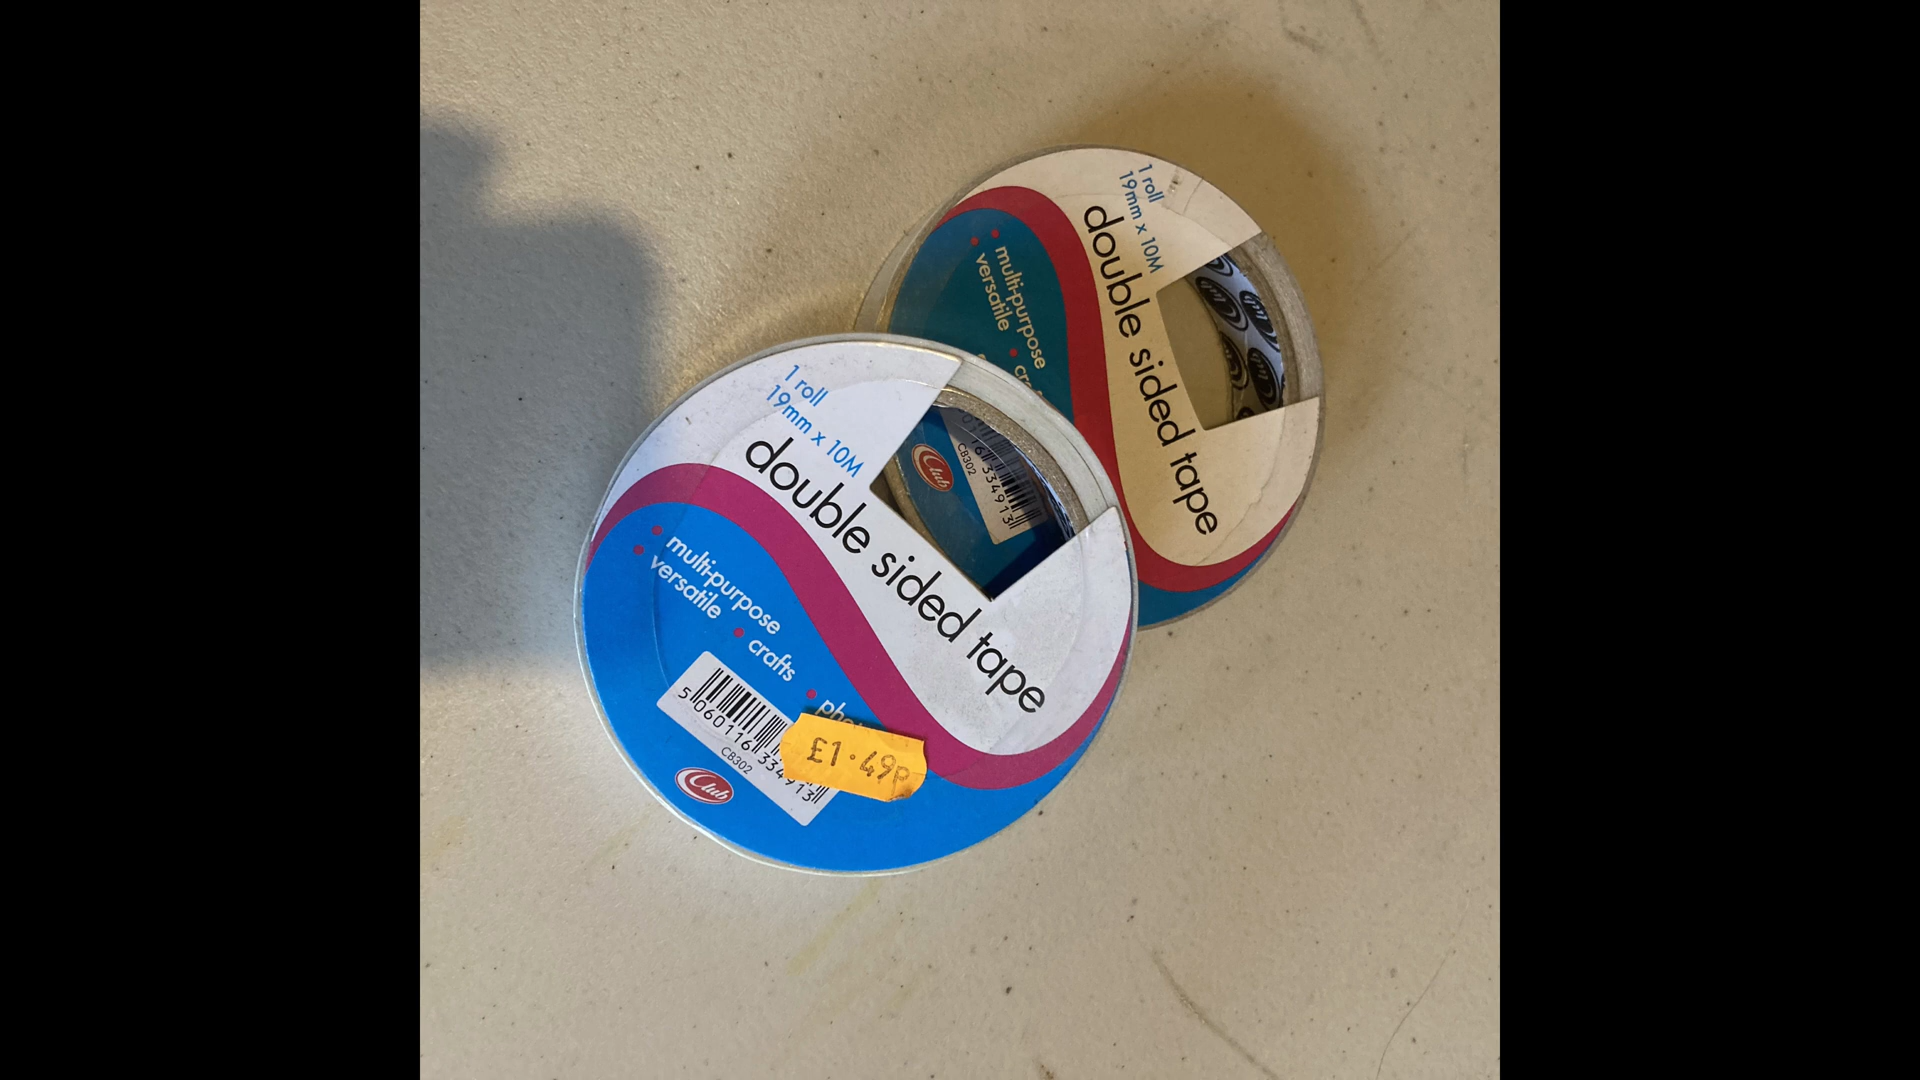 1 roll
19mm x 10M
double sided tape
multi-purpose
versatile
1 roll
19mm x 10M
double sided tape
• multi-purpose
• versatile • crafts
5 060116 334913
CB302
Club
£1.49p
Club
CB302
334913